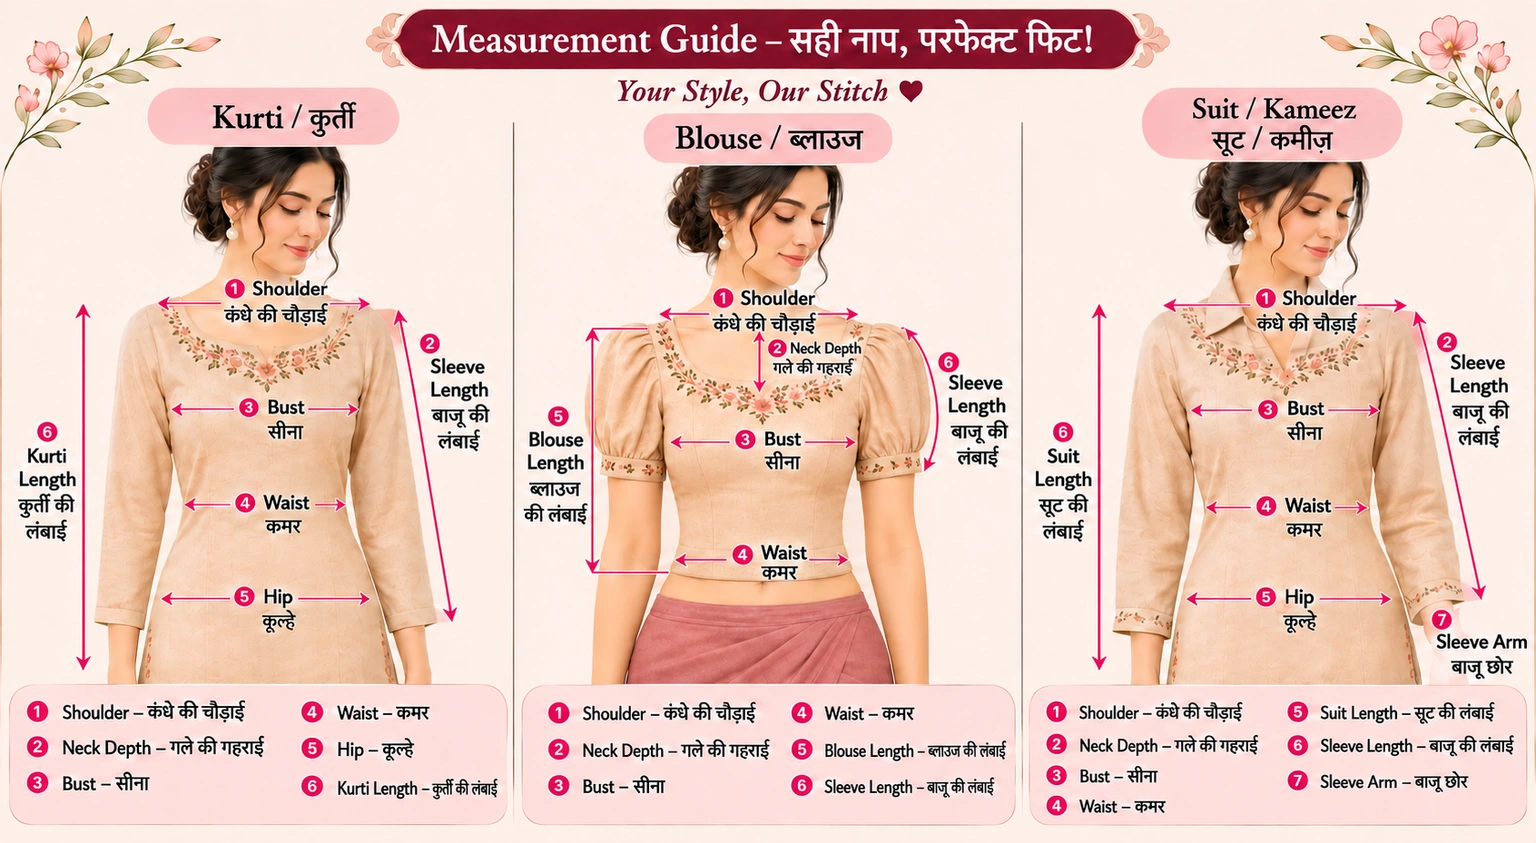 Measurement Guide – सही नाप, परफेक्ट फिट!
Your Style, Our Stitch
Kurti / कुर्ती
1 Shoulder
कंधे की चौड़ाई
2
Sleeve
Length
बाजू की
लंबाई
3 Bust
सीना
6
Kurti
Length
कुर्ती की
लंबाई
4 Waist
कमर
5 Hip
कूल्हे
1 Shoulder – कंधे की चौड़ाई
2 Neck Depth – गले की गहराई
3 Bust – सीना
4 Waist – कमर
5 Hip – कूल्हे
6 Kurti Length – कुर्ती की लंबाई
Blouse / ब्लाउज
1 Shoulder
कंधे की चौड़ाई
2 Neck Depth
गले की गहराई
6
Sleeve
Length
बाजू की
लंबाई
5
Blouse
Length
ब्लाउज
की लंबाई
3 Bust
सीना
4 Waist
कमर
1 Shoulder – कंधे की चौड़ाई
2 Neck Depth – गले की गहराई
3 Bust – सीना
4 Waist – कमर
5 Blouse Length – ब्लाउज की लंबाई
6 Sleeve Length – बाजू की लंबाई
Suit / Kameez
सूट / कमीज़
1 Shoulder
कंधे की चौड़ाई
2
Sleeve
Length
बाजू की
लंबाई
3 Bust
सीना
6
Suit
Length
सूट की
लंबाई
4 Waist
कमर
5 Hip
कूल्हे
7
Sleeve Arm
बाजू छोर
1 Shoulder – कंधे की चौड़ाई
2 Neck Depth – गले की गहराई
3 Bust – सीना
4 Waist – कमर
5 Suit Length – सूट की लंबाई
6 Sleeve Length – बाजू की लंबाई
7 Sleeve Arm – बाजू छोर